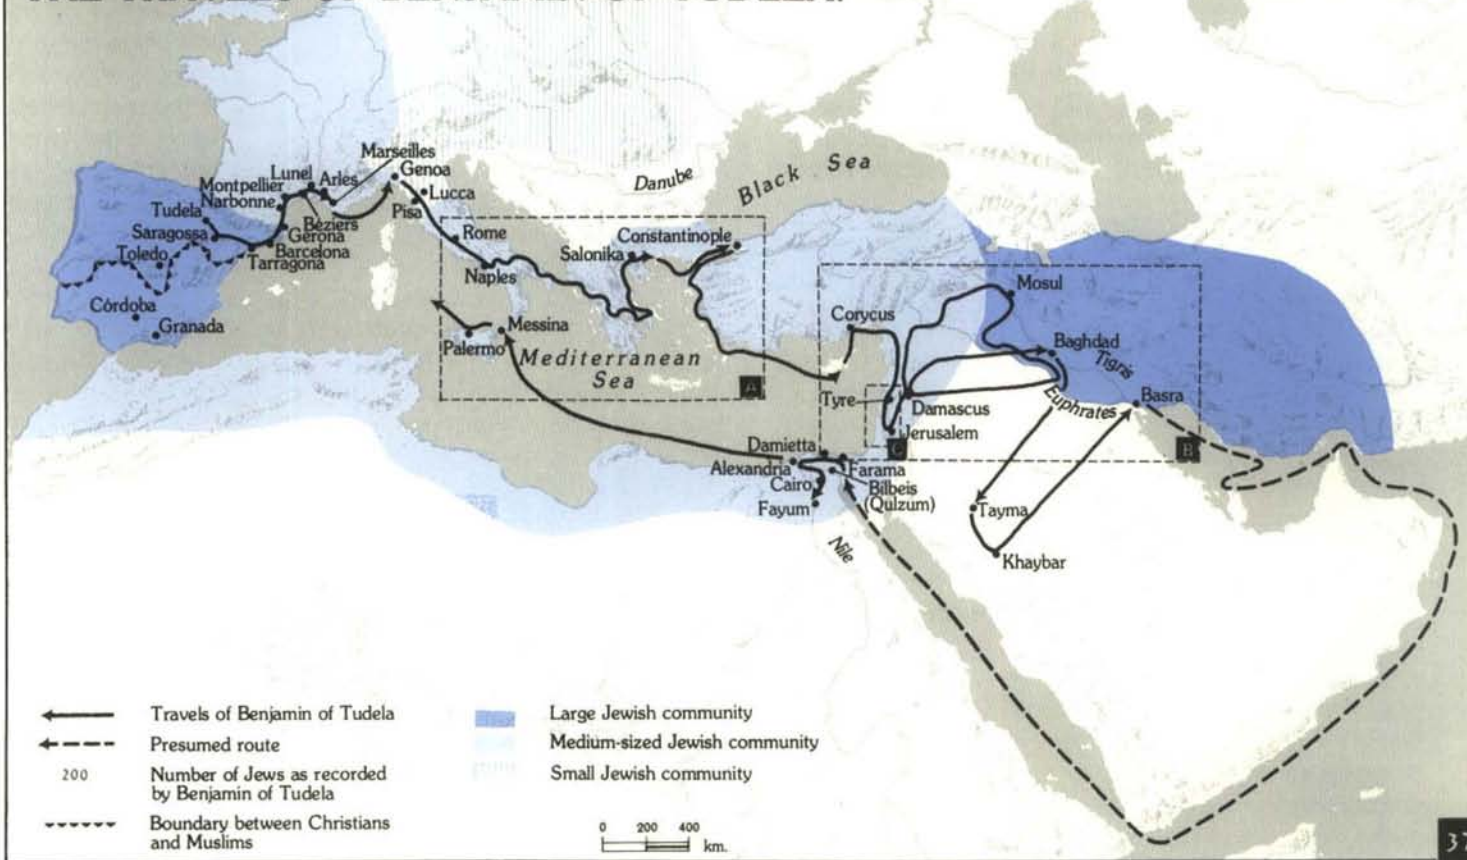 Marseilles
Genoa
Lunel
Arles
Montpellier
Lucca
Narbonne
Pisa
Tudela
Béziers
Saragossa
Gerona
Barcelona
Toledo
Tarragona
Córdoba
Granada
Rome
Naples
Danube
Black Sea
Salonika
Constantinople
Messina
Palermo
Mediterranean
Sea
A
Corycus
Mosul
Baghdad
Tigris
Tyre
Damascus
Euphrates
Basra
Jerusalem
C
B
Damietta
Alexandria
Farama
Cairo
Bilbeis
Fayum
(Qulzum)
Nile
Tayma
Khaybar
Travels of Benjamin of Tudela
Presumed route
200
Number of Jews as recorded
by Benjamin of Tudela
Boundary between Christians
and Muslims
Large Jewish community
Medium-sized Jewish community
Small Jewish community
0 200 400
km.